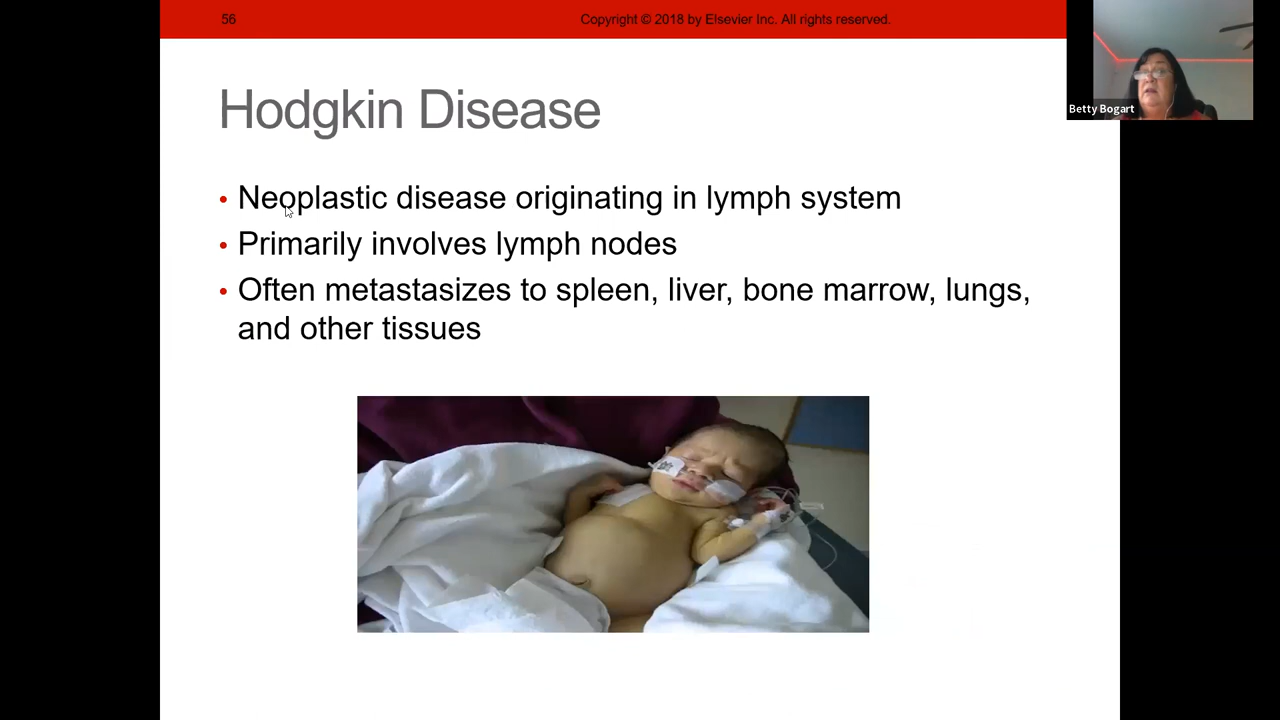 56
Copyright © 2018 by Elsevier Inc. All rights reserved.
Betty Bogart
Hodgkin Disease
• Neoplastic disease originating in lymph system
• Primarily involves lymph nodes
• Often metastasizes to spleen, liver, bone marrow, lungs,
and other tissues